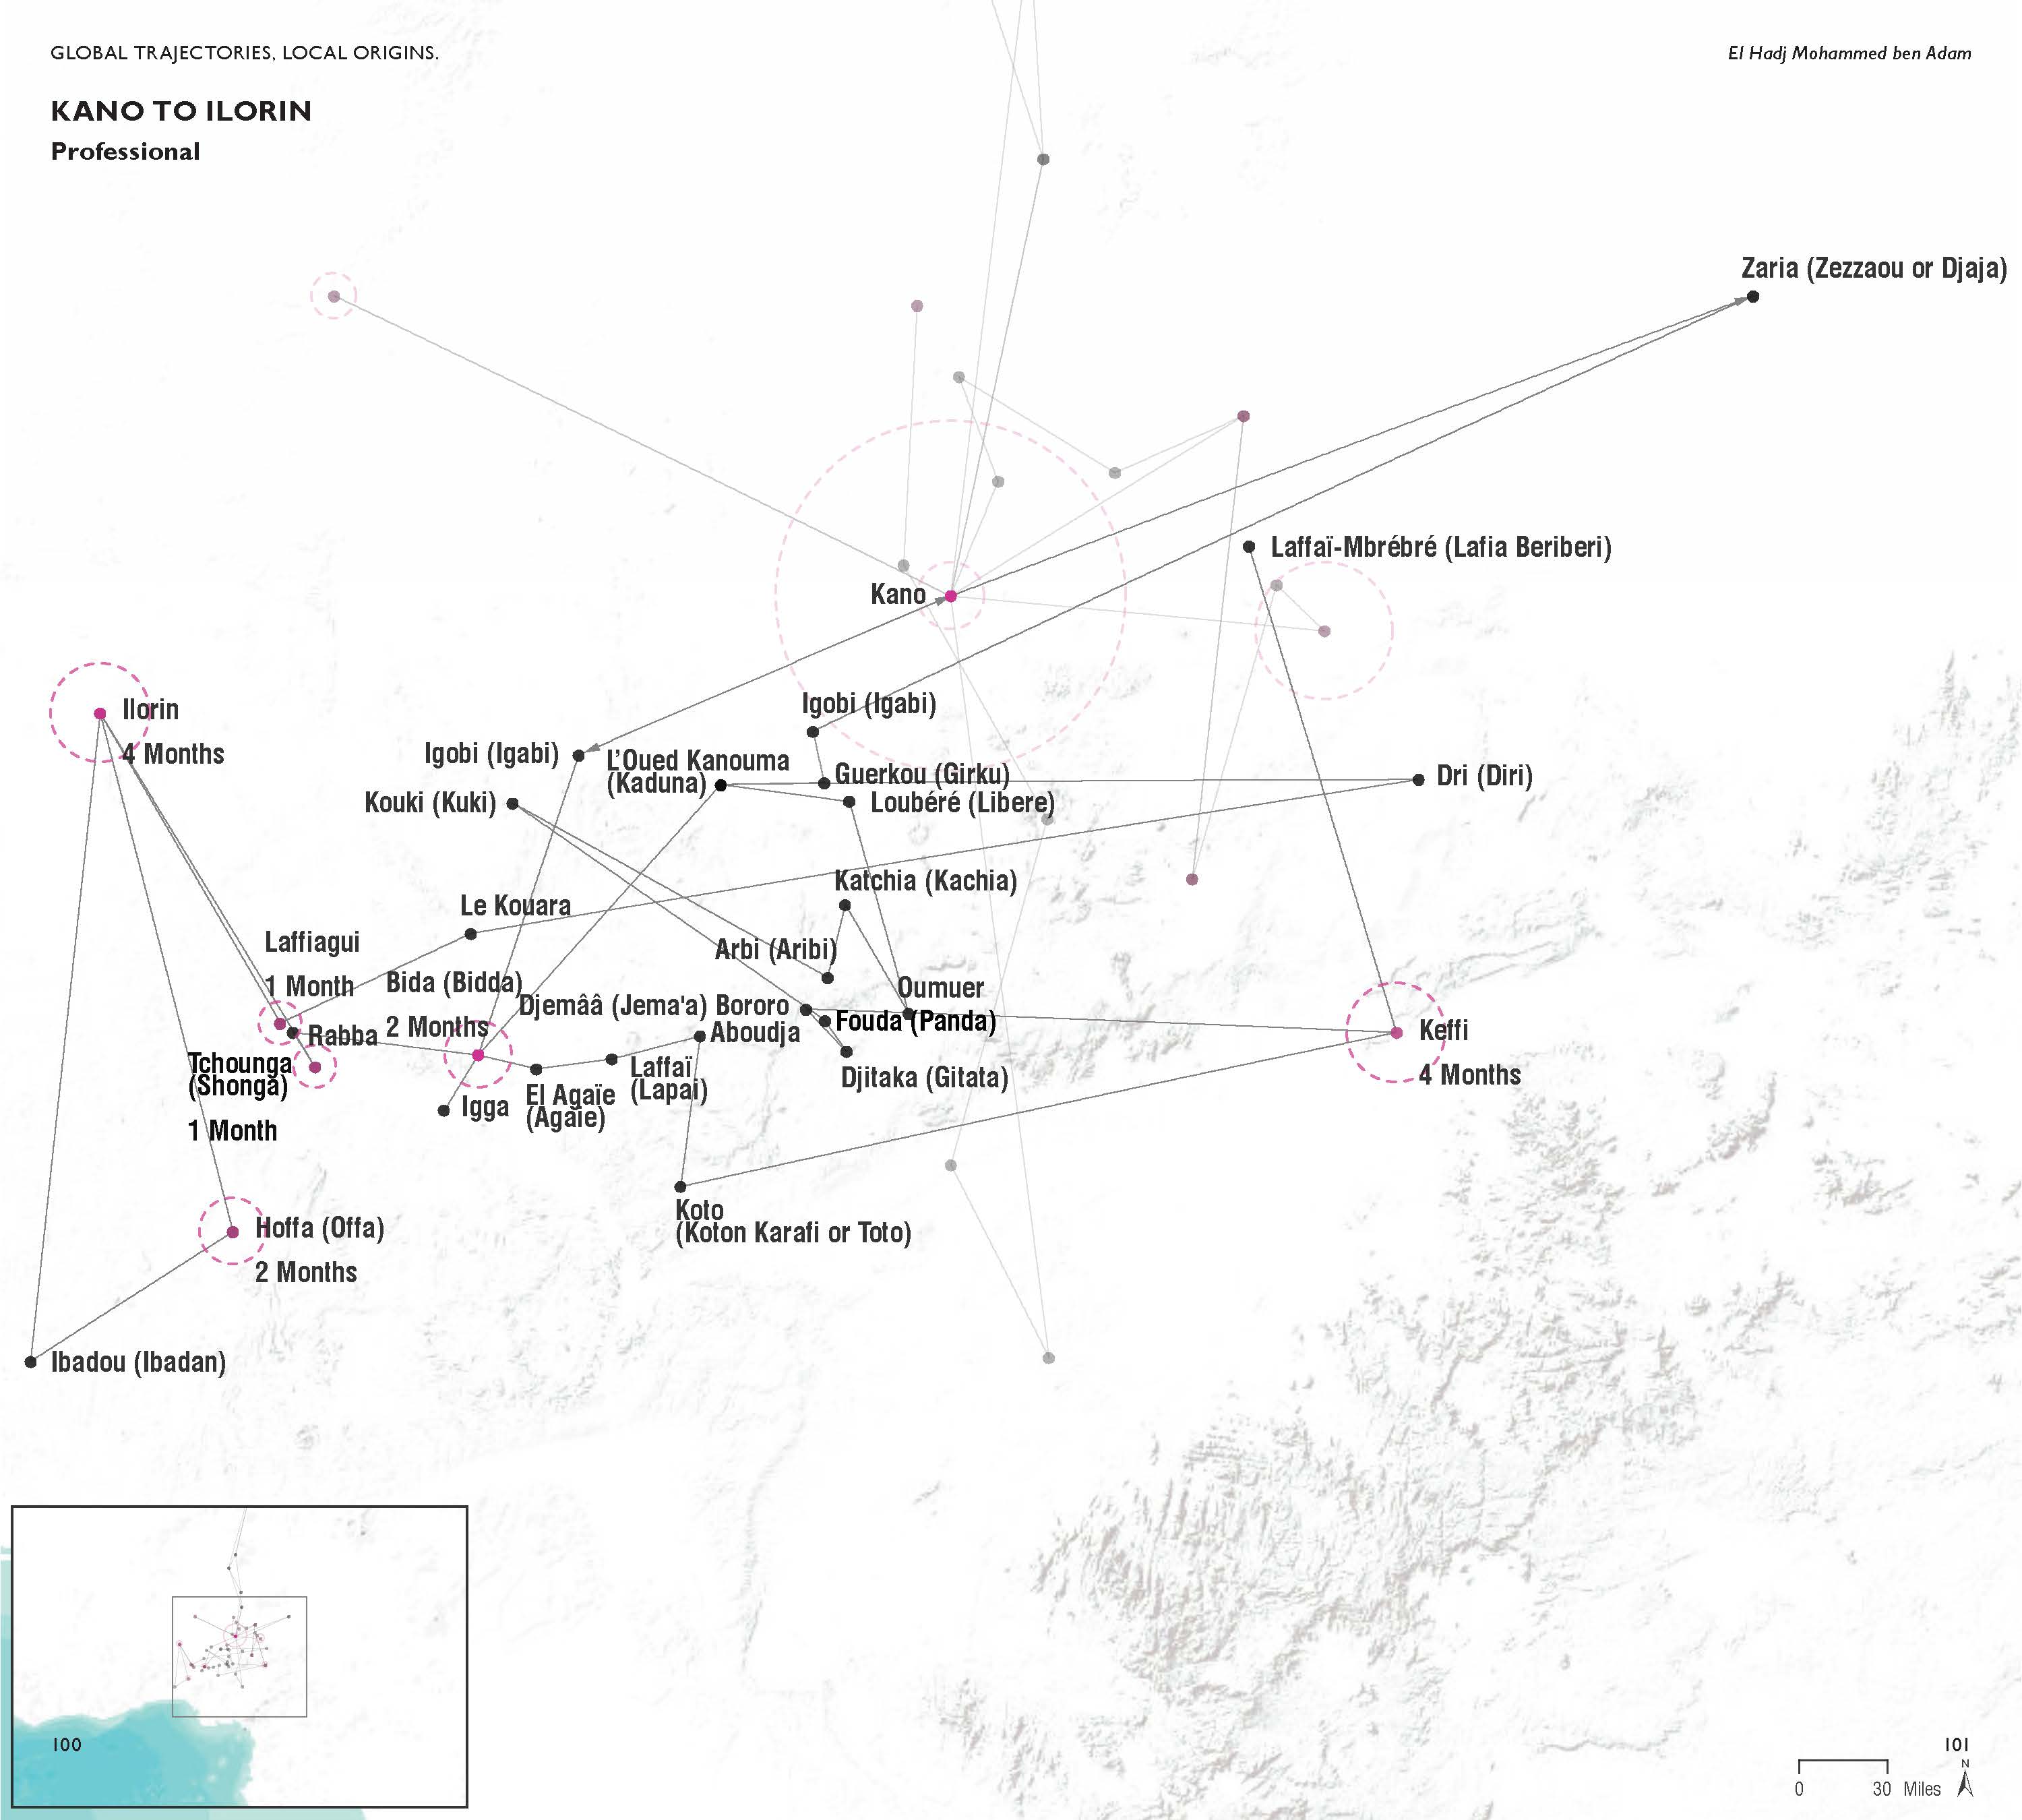 GLOBAL TRAJECTORIES, LOCAL ORIGINS.
El Hadj Mohammed ben Adam
KANO TO ILORIN
Professional
Zaria (Zezzaou or Djaja)
Laffaï-Mbrébré (Lafia Beriberi)
Kano
Ilorin
4 Months
Igobi (Igabi)
Igobi (Igabi)
L'Oued Kanouma
(Kaduna)
Guerkou (Girku)
Dri (Diri)
Kouki (Kuki)
Loubéré (Libere)
Katchia (Kachia)
Le Kouara
Laffiagui
1 Month
Arbi (Aribi)
Bida (Bidda)
2 Months
Oumuer
Djemââ (Jema'a) Bororo
Fouda (Panda)
Rabba
Aboudja
Keffi
4 Months
Tchounga
(Shonga)
1 Month
Laffaï
(Lapai)
Djitaka (Gitata)
El Agaïe
(Agaïe)
Igga
Koto
(Koton Karafi or Toto)
Hoffa (Offa)
2 Months
Ibadou (Ibadan)
100
101
N
0 30 Miles